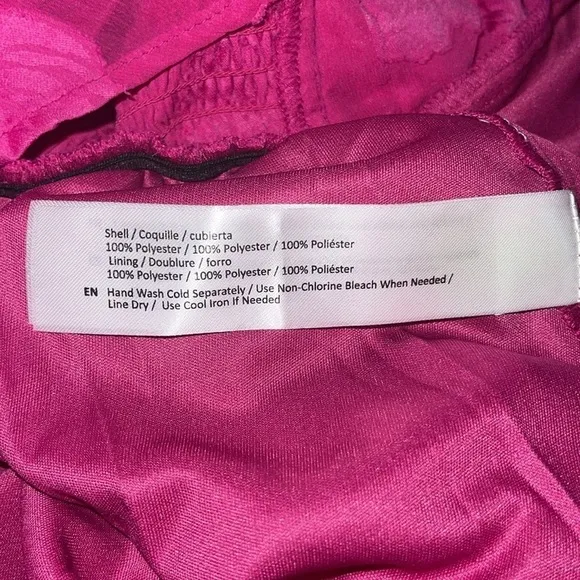 Shell / Coquille / cubierta
100% Polyester / 100% Polyester / 100% Poliéster
Lining / Doublure / forro
100% Polyester / 100% Polyester / 100% Poliéster
EN Hand Wash Cold Separately / Use Non-Chlorine Bleach When Needed /
Line Dry / Use Cool Iron If Needed